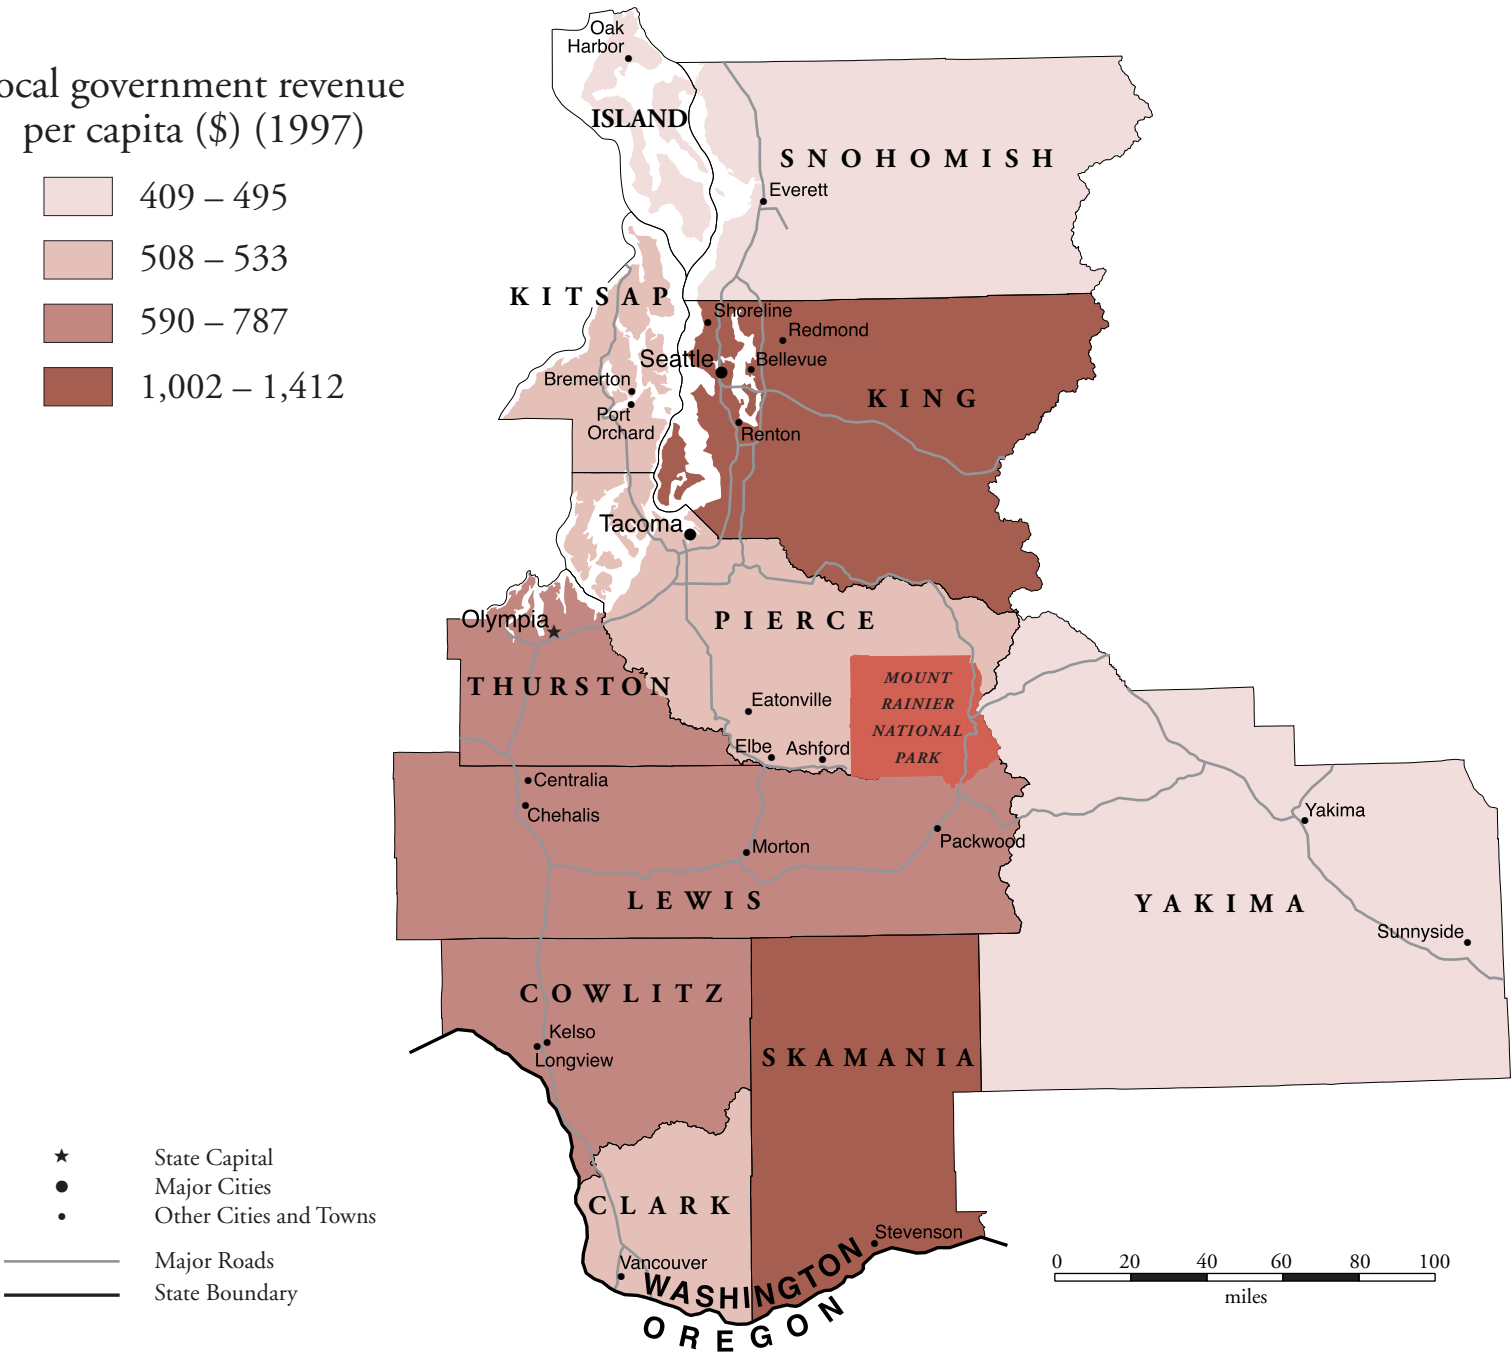 ocal government revenue
per capita ($) (1997)
409 – 495
508 – 533
590 – 787
1,002 – 1,412
Oak
Harbor
ISLAND
SNOHOMISH
Everett
KITSAP
Shoreline
Redmond
Seattle
Bellevue
Bremerton
KING
Port
Orchard
Renton
Tacoma
Olympia
PIERCE
THURSTON
MOUNT
RAINIER
NATIONAL
PARK
Eatonville
Elbe
Ashford
Centralia
Chehalis
Yakima
Morton
Packwood
LEWIS
YAKIMA
Sunnyside
COWLITZ
Kelso
Longview
SKAMANIA
CLARK
Stevenson
Vancouver
WASHINGTON
OREGON
State Capital
Major Cities
Other Cities and Towns
Major Roads
State Boundary
0 20 40 60 80 100
miles